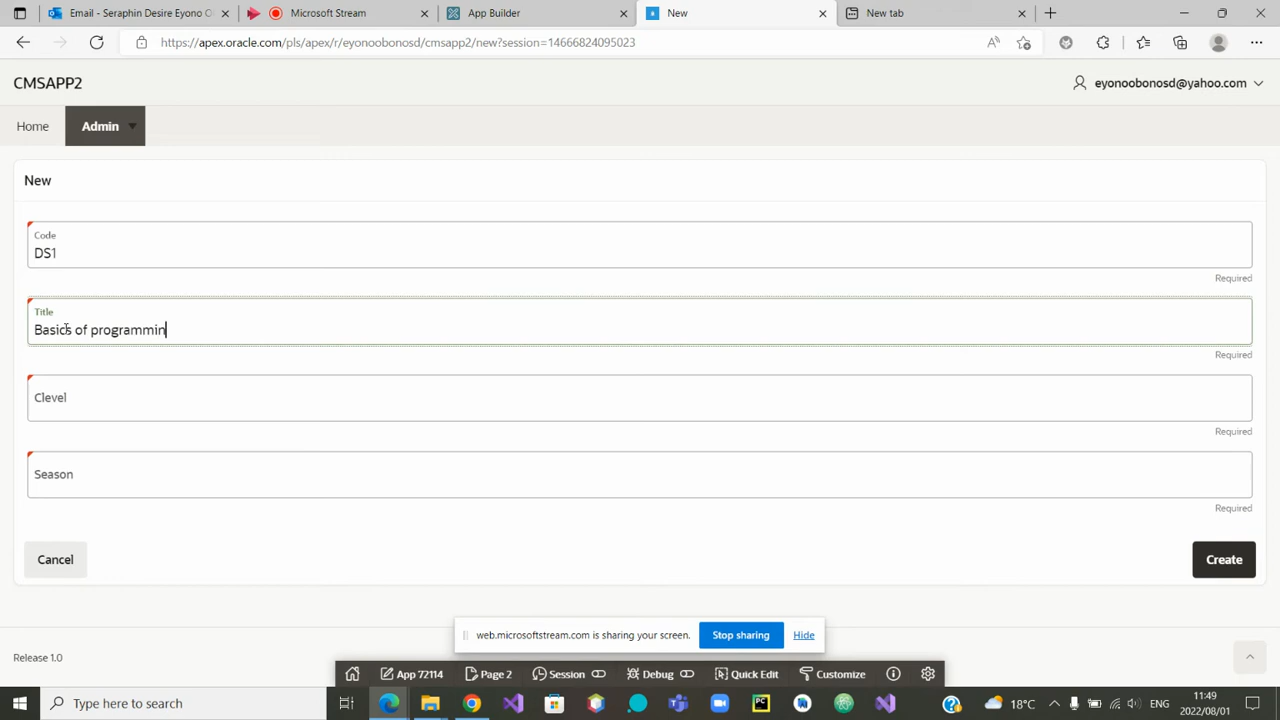 Email - Seraphin Desire Eyono O
Microsoft Stream
App Builder
New
New tab
https://apex.oracle.com/pls/apex/r/eyonoobonosd/cmsapp2/new?session=14666824095023
CMSAPP2
eyonoobonosd@yahoo.com
Home
Admin
New
Code
DS1
Required
Title
Basics of programmin
Required
Clevel
Required
Season
Required
Cancel
Create
web.microsoftstream.com is sharing your screen.
Stop sharing
Hide
Release 1.0
App 72114
Page 2
Session
Debug
Quick Edit
Customize
Type here to search
18°C
11:49
2022/08/01